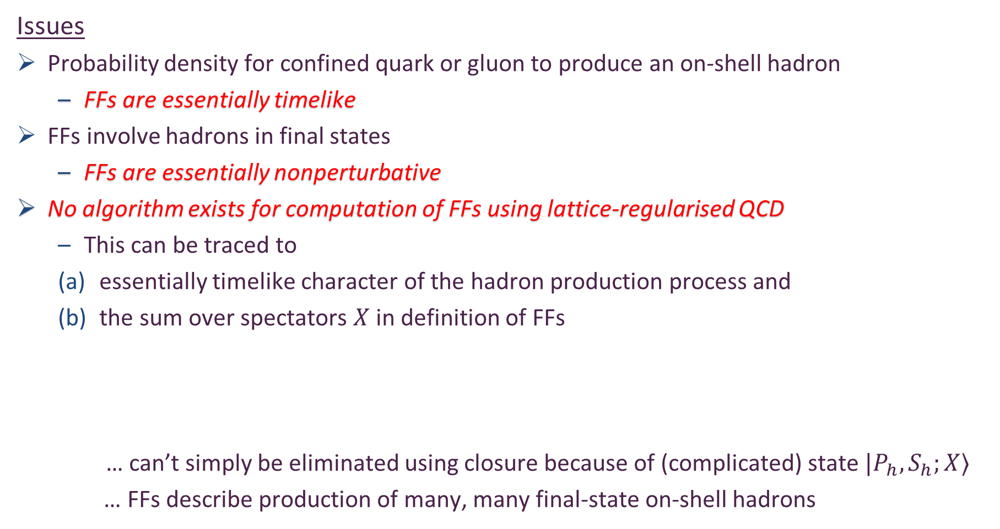 Issues
➢ Probability density for confined quark or gluon to produce an on-shell hadron
– FFs are essentially timelike
➢ FFs involve hadrons in final states
– FFs are essentially nonperturbative
➢ No algorithm exists for computation of FFs using lattice-regularised QCD
– This can be traced to
(a) essentially timelike character of the hadron production process and
(b) the sum over spectators X in definition of FFs
… can’t simply be eliminated using closure because of (complicated) state |P_h, S_h; X⟩
… FFs describe production of many, many final-state on-shell hadrons